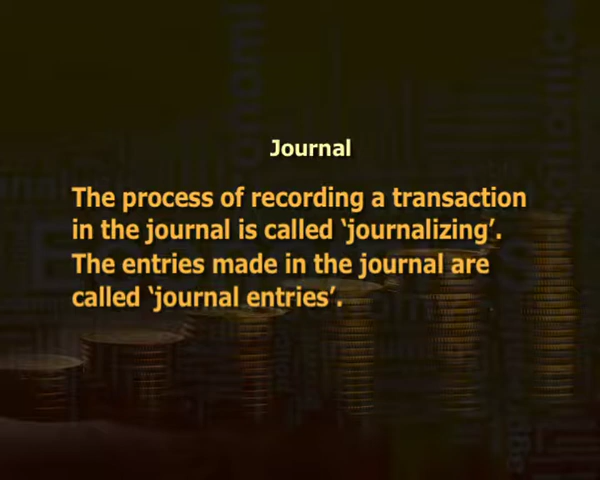 Journal
The process of recording a transaction
in the journal is called ‘journalizing’.
The entries made in the journal are
called ‘journal entries’.